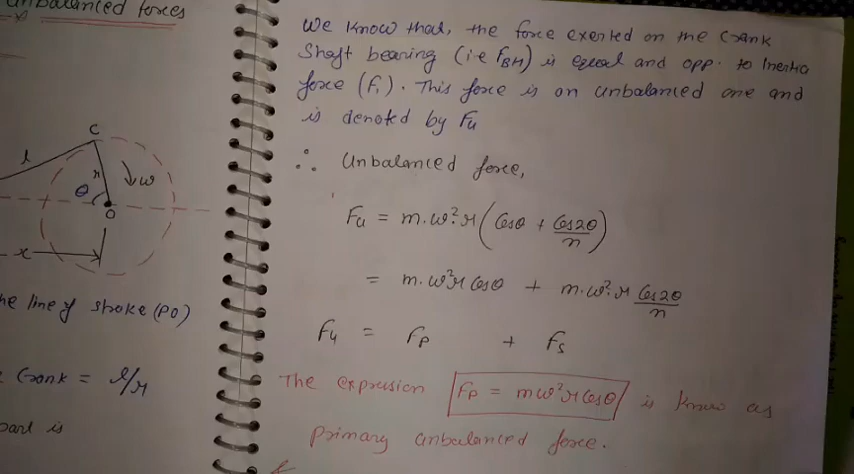 Unbalanced forces
C
l
r
θ
ω
O
x
the line of stroke (PO)
Crank = l/r
part is
We know that, the force exerted on the Crank
Shaft bearing (i.e FBH) is equal and opp. to Inertia
force (FI). This force is an unbalanced one and
is denoted by Fu
∴ Unbalanced force,
Fu = m.ω².r(Cosθ + Cos2θ/n)
= m.ω²r Cosθ + m.ω².r Cos2θ/n
Fu = Fp + Fs
The expression Fp = mω²r Cosθ is know as
primary unbalanced force.